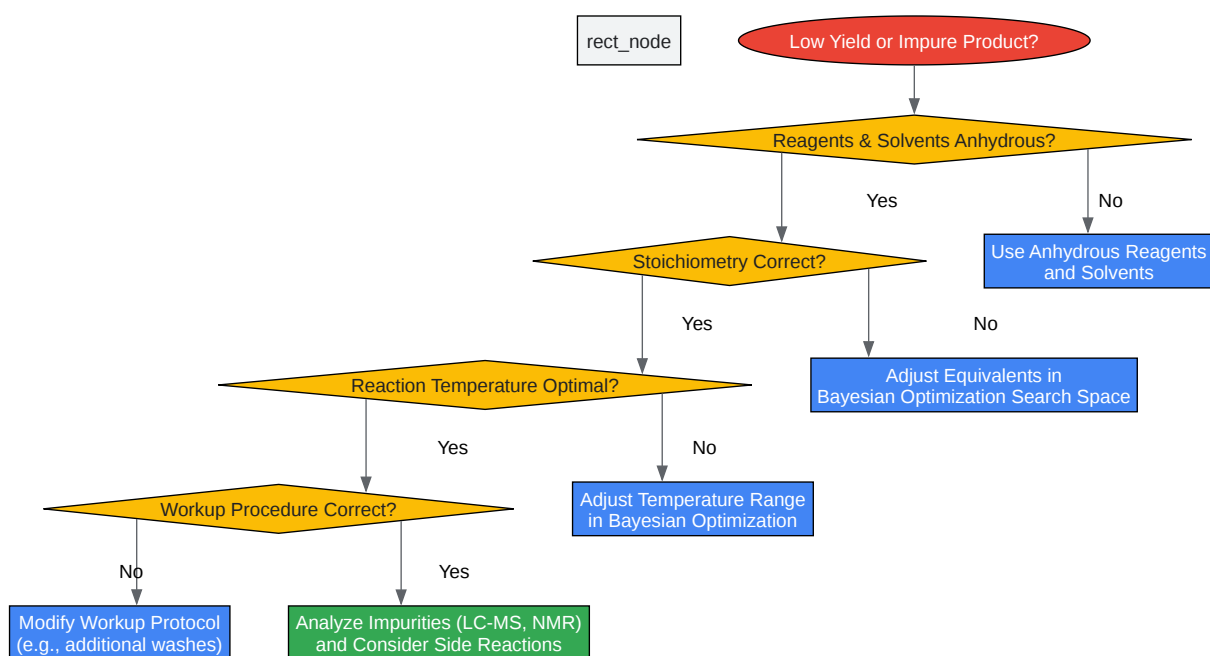 rect_node
Low Yield or Impure Product?
Reagents & Solvents Anhydrous?
Yes
No
Use Anhydrous Reagents
and Solvents
Stoichiometry Correct?
Yes
No
Adjust Equivalents in
Bayesian Optimization Search Space
Reaction Temperature Optimal?
Yes
No
Adjust Temperature Range
in Bayesian Optimization
Workup Procedure Correct?
No
Yes
Modify Workup Protocol
(e.g., additional washes)
Analyze Impurities (LC-MS, NMR)
and Consider Side Reactions